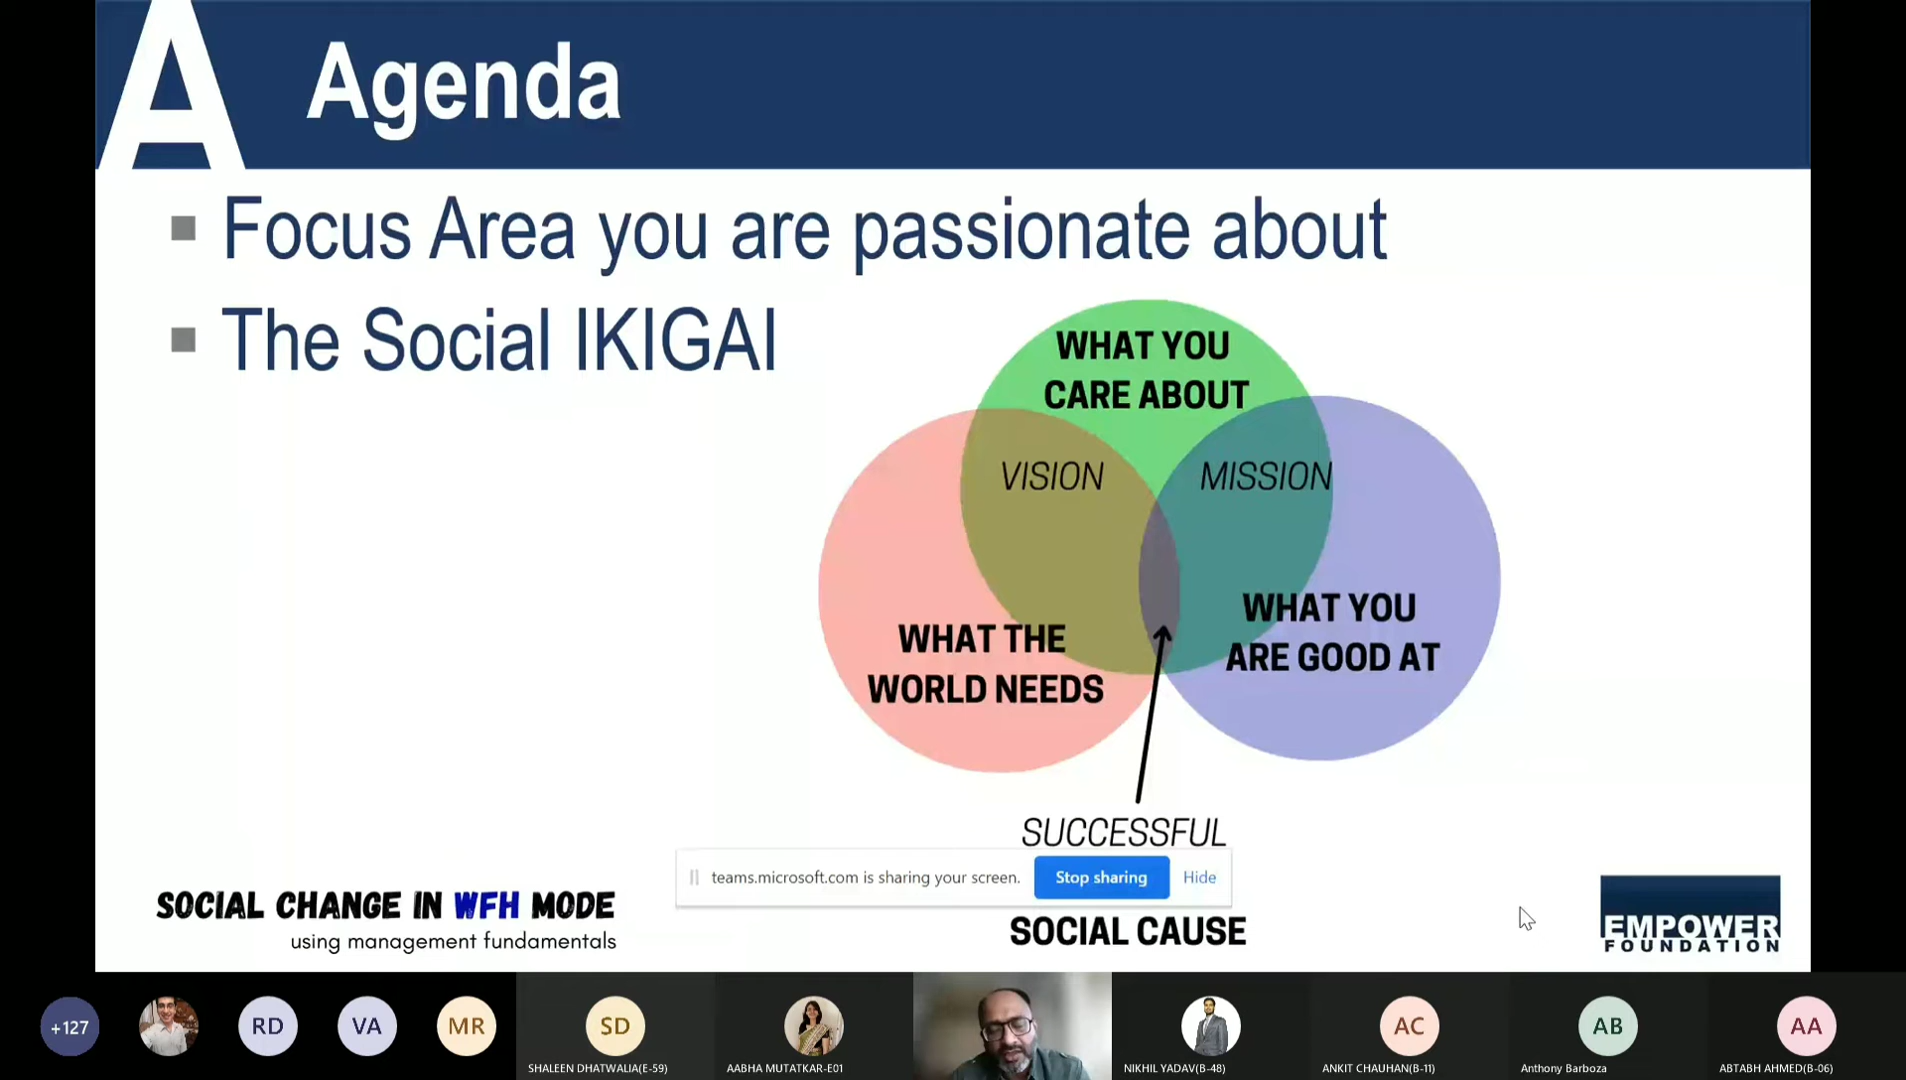 A
Agenda
Focus Area you are passionate about
The Social IKIGAI
WHAT YOU
CARE ABOUT
VISION
MISSION
WHAT THE
WORLD NEEDS
WHAT YOU
ARE GOOD AT
SUCCESSFUL
teams.microsoft.com is sharing your screen.
Stop sharing
Hide
SOCIAL CAUSE
SOCIAL CHANGE IN WFH MODE
using management fundamentals
EMPOWER
FOUNDATION
+127
RD
VA
MR
SD
AC
AB
AA
SHALEEN DHATWALIA(E-59)
AABHA MUTATKAR-E01
NIKHIL YADAV(B-48)
ANKIT CHAUHAN(B-11)
Anthony Barboza
ABTABH AHMED(B-06)